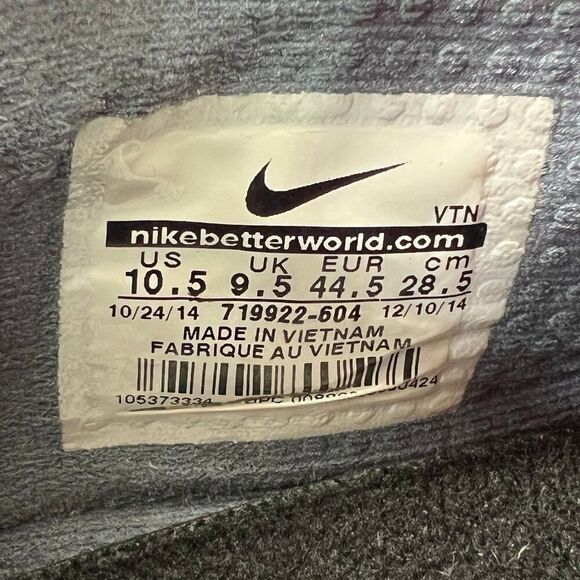 VTN
nikebetterworld.com
US UK EUR cm
10.5 9.5 44.5 28.5
10/24/14 719922-604 12/10/14
MADE IN VIETNAM
FABRIQUE AU VIETNAM
105373334